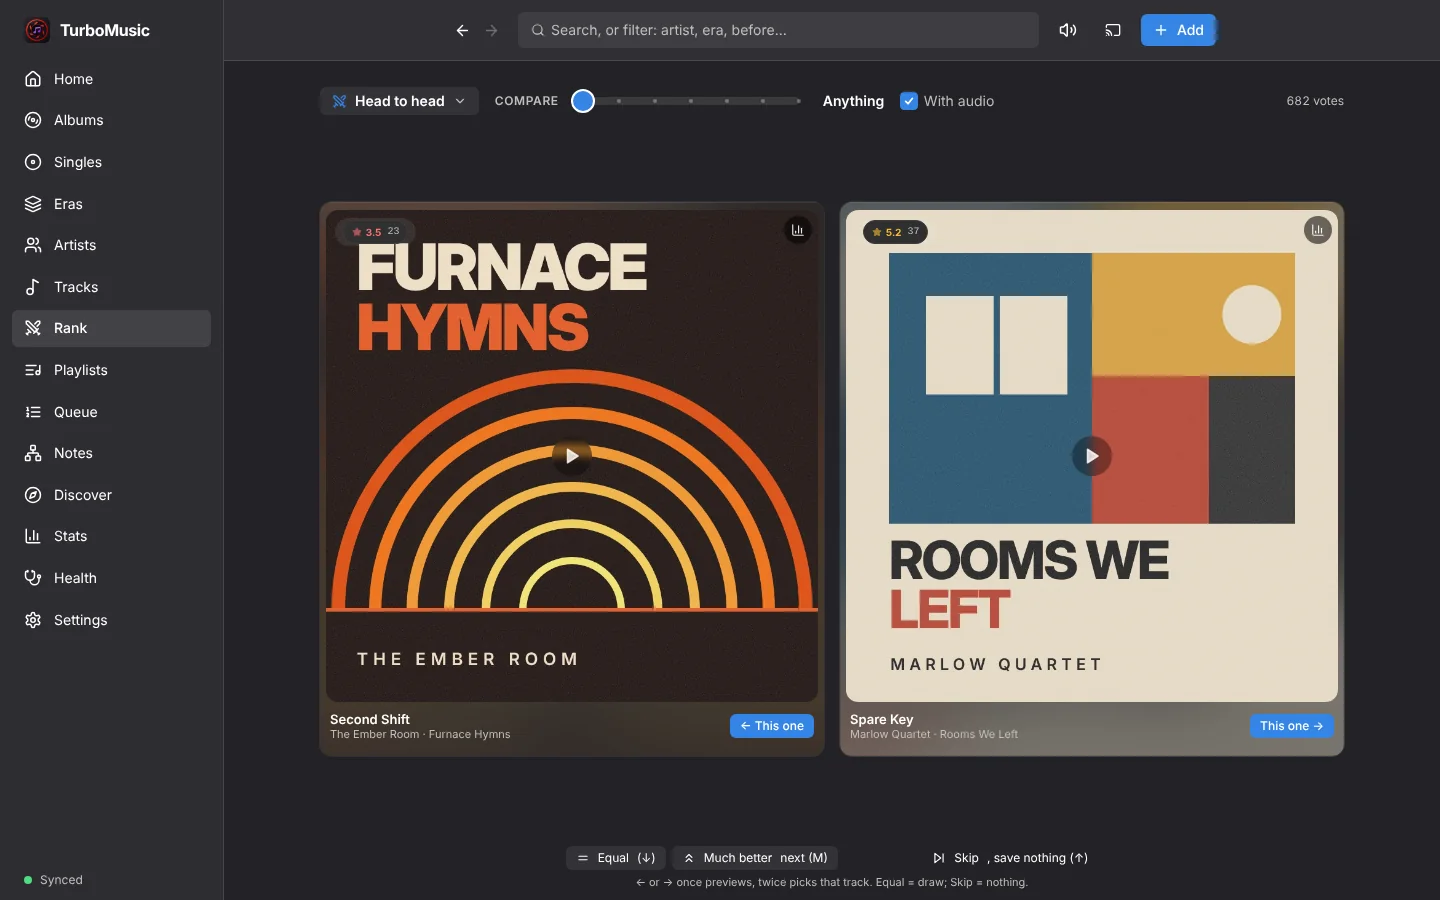 TurboMusic
Search, or filter: artist, era, before...
Add
Home
Albums
Singles
Eras
Artists
Tracks
Rank
Playlists
Queue
Notes
Discover
Stats
Health
Settings
Synced
Head to head
COMPARE
Anything
With audio
682 votes
3.5 23
FURNACE
HYMNS
THE EMBER ROOM
Second Shift
The Ember Room · Furnace Hymns
← This one
5.2 37
ROOMS WE
LEFT
MARLOW QUARTET
Spare Key
Marlow Quartet · Rooms We Left
This one →
Equal (↓)
Much better next (M)
Skip , save nothing (↑)
← or → once previews, twice picks that track. Equal = draw; Skip = nothing.